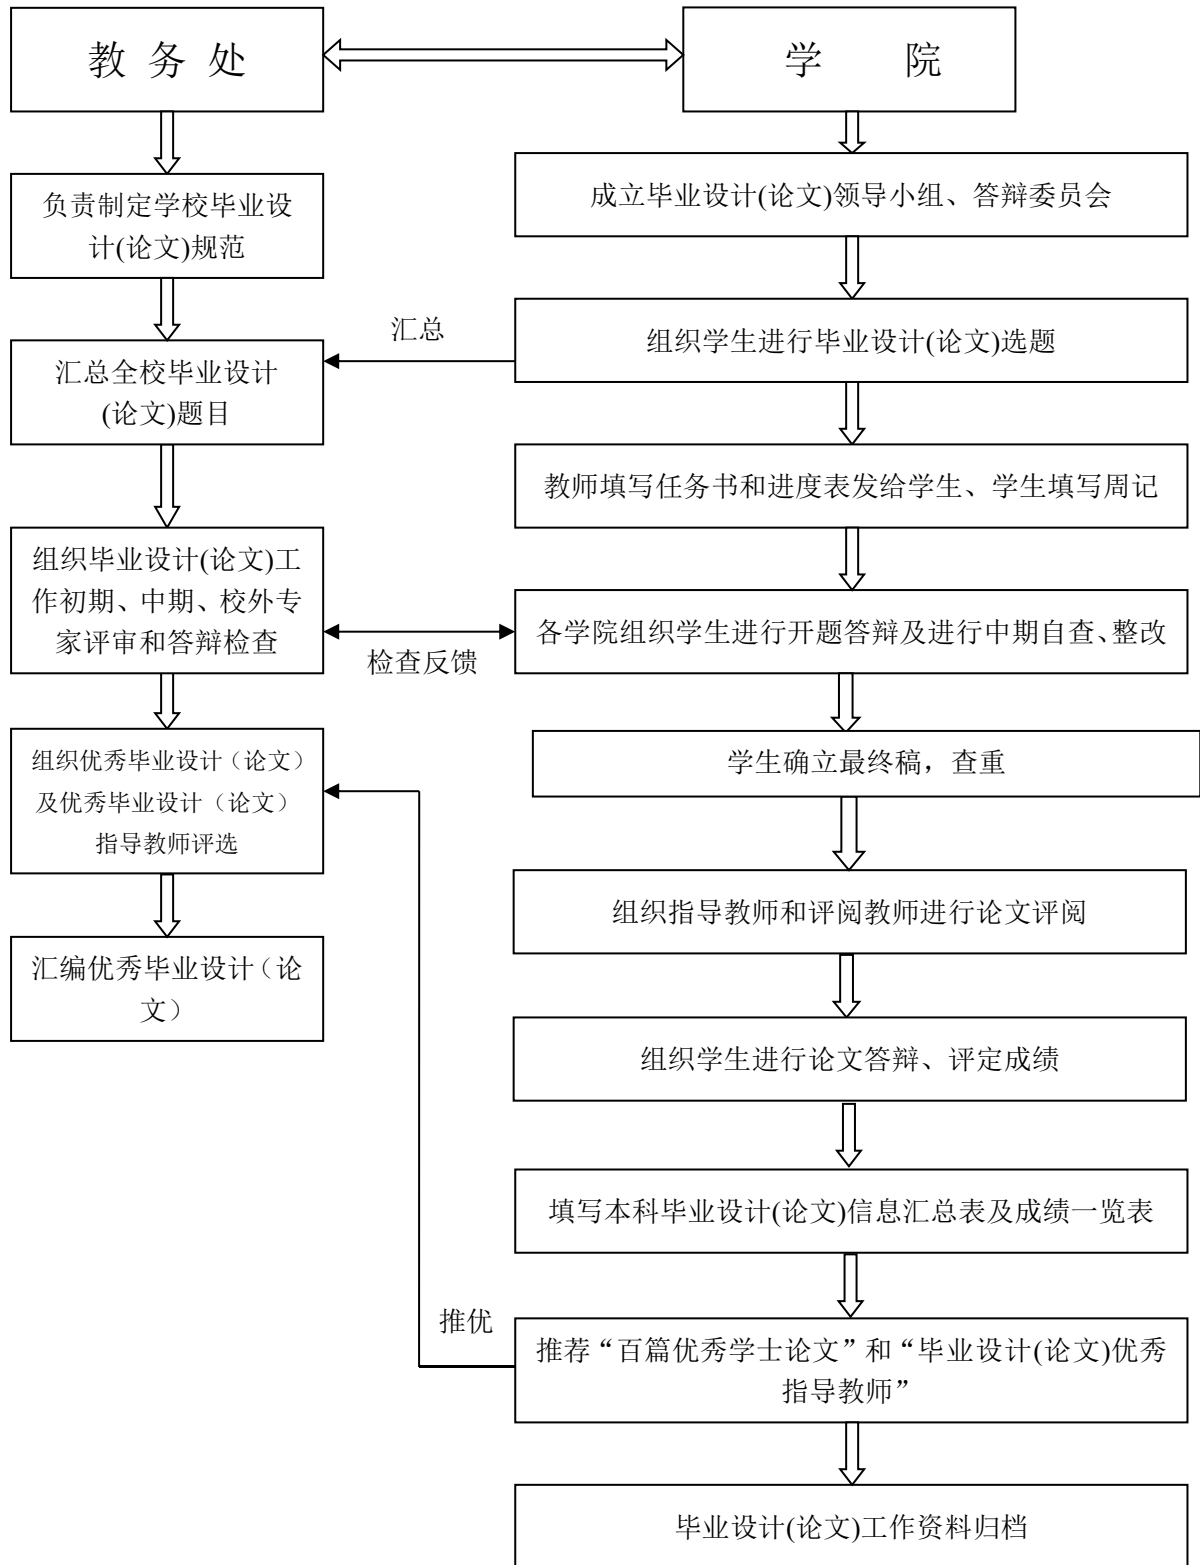 教 务 处
学 院
负责制定学校毕业设
计(论文)规范
成立毕业设计(论文)领导小组、答辩委员会
汇总
组织学生进行毕业设计(论文)选题
汇总全校毕业设计
(论文)题目
教师填写任务书和进度表发给学生、学生填写周记
组织毕业设计(论文)工
作初期、中期、校外专
家评审和答辩检查
检查反馈
各学院组织学生进行开题答辩及进行中期自查、整改
组织优秀毕业设计（论文）
及优秀毕业设计（论文）
指导教师评选
学生确立最终稿，查重
组织指导教师和评阅教师进行论文评阅
汇编优秀毕业设计（论
文）
组织学生进行论文答辩、评定成绩
填写本科毕业设计(论文)信息汇总表及成绩一览表
推优
推荐“百篇优秀学士论文”和“毕业设计(论文)优秀
指导教师”
毕业设计(论文)工作资料归档